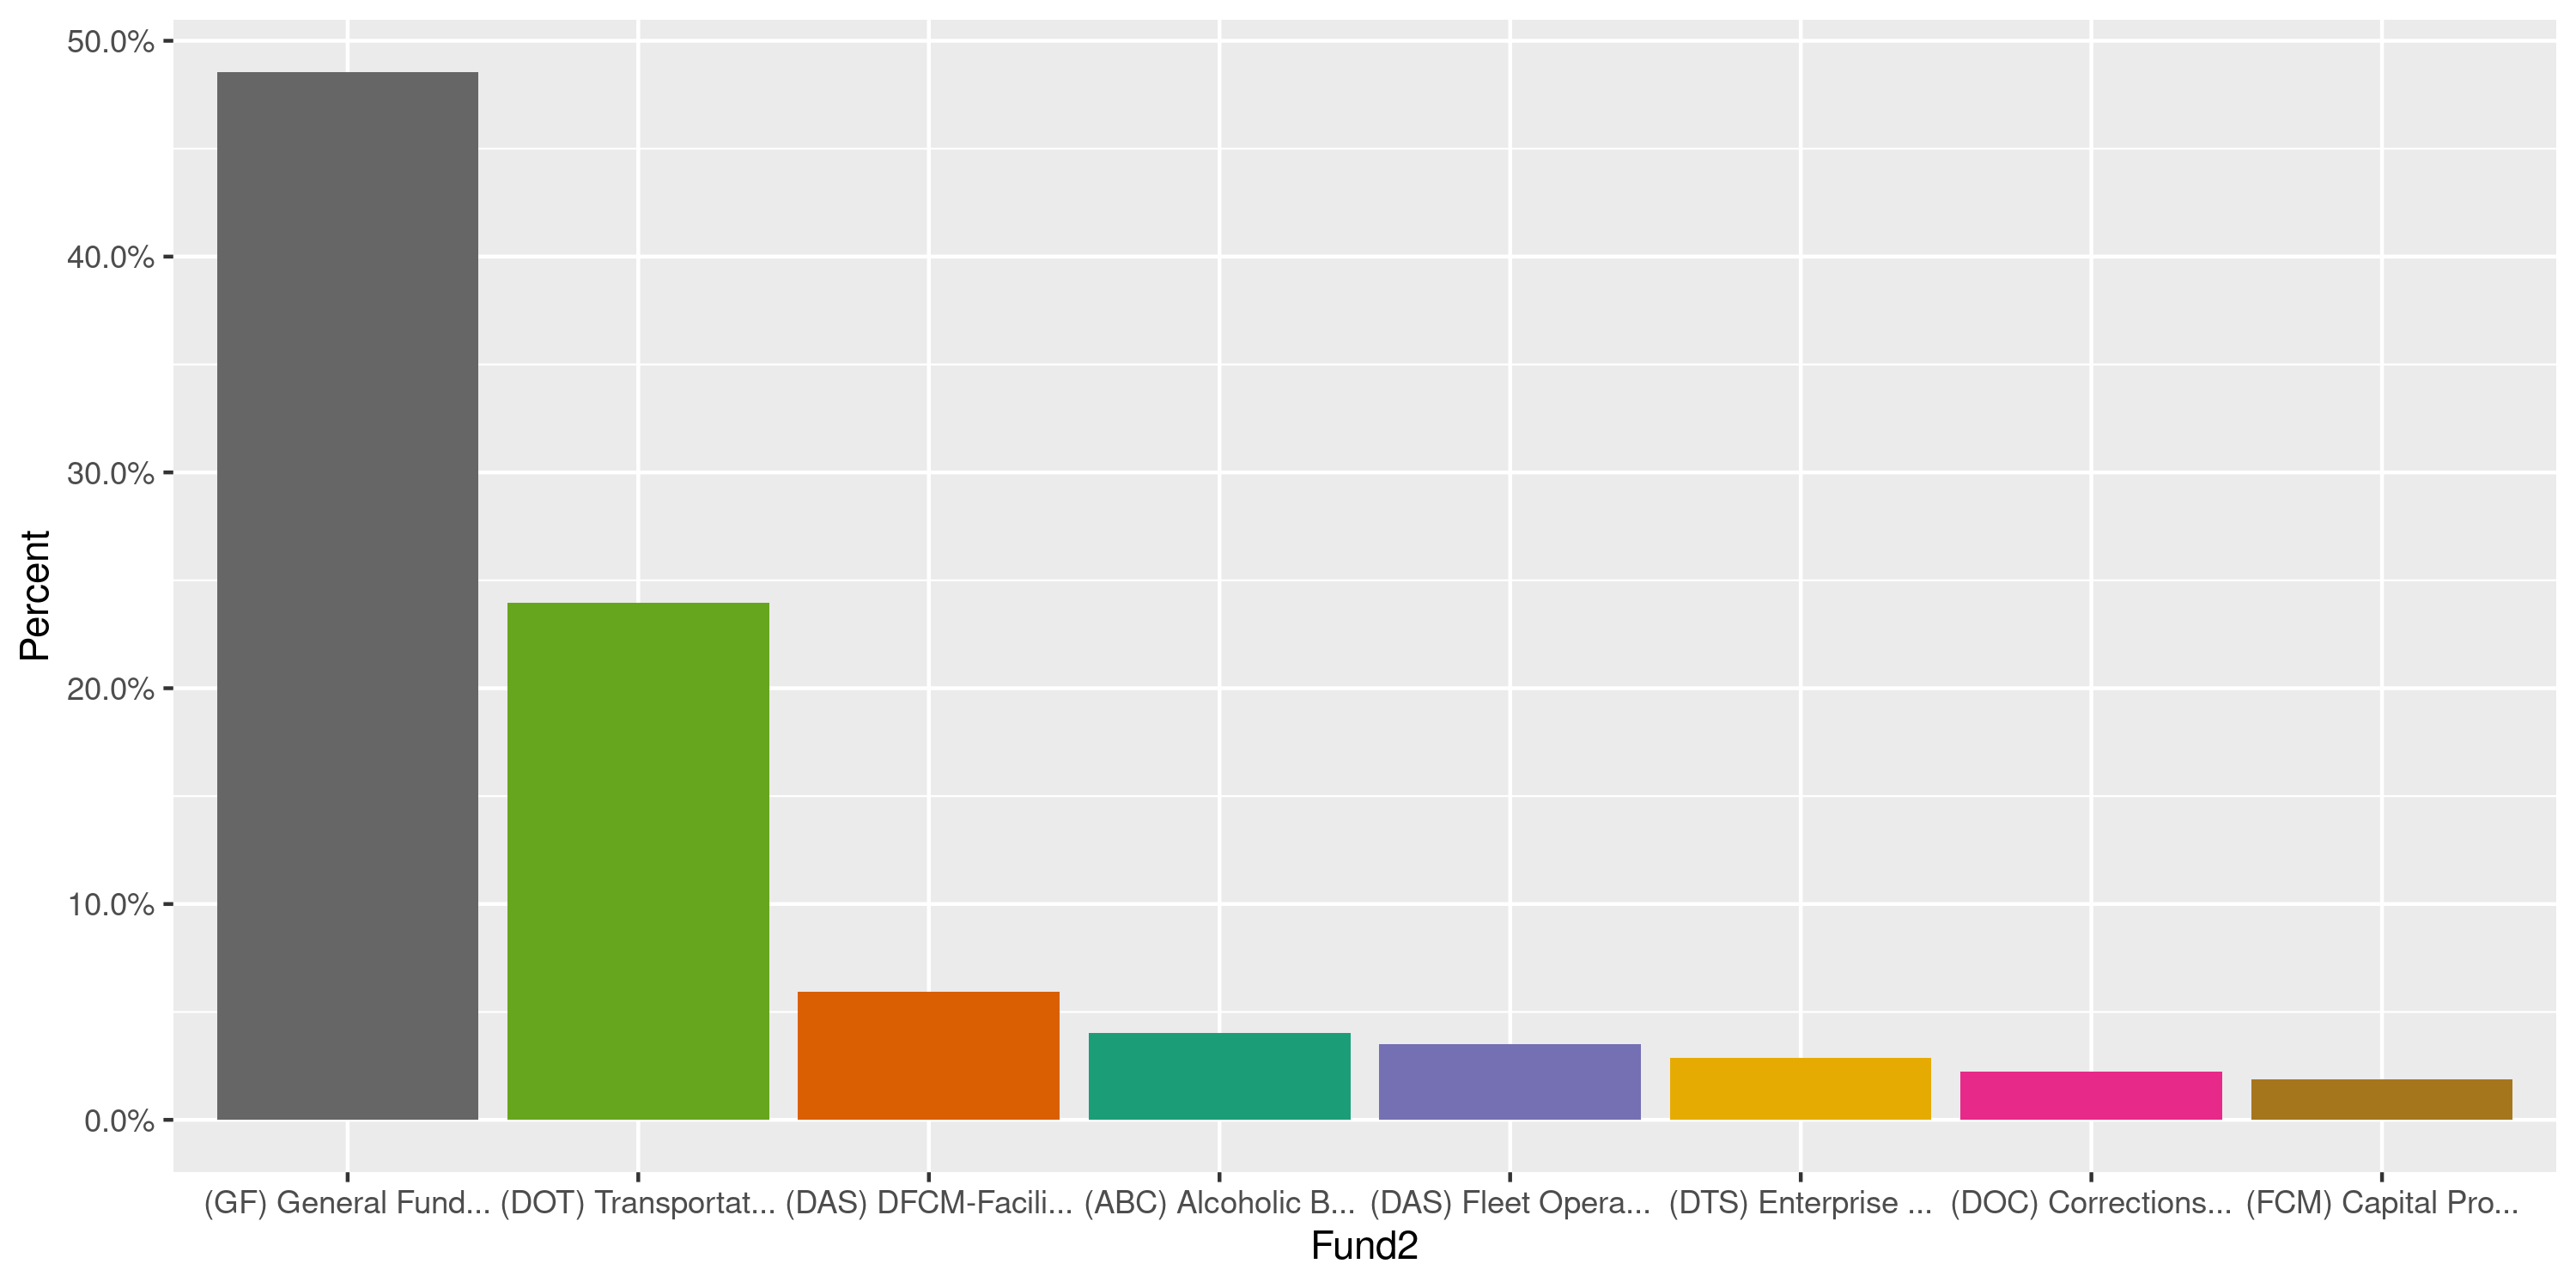 50.0%
40.0%
30.0%
20.0%
10.0%
0.0%
Percent
(GF) General Fund... (DOT) Transportat... (DAS) DFCM-Facili... (ABC) Alcoholic B... (DAS) Fleet Opera... (DTS) Enterprise ... (DOC) Corrections... (FCM) Capital Pro...
Fund2